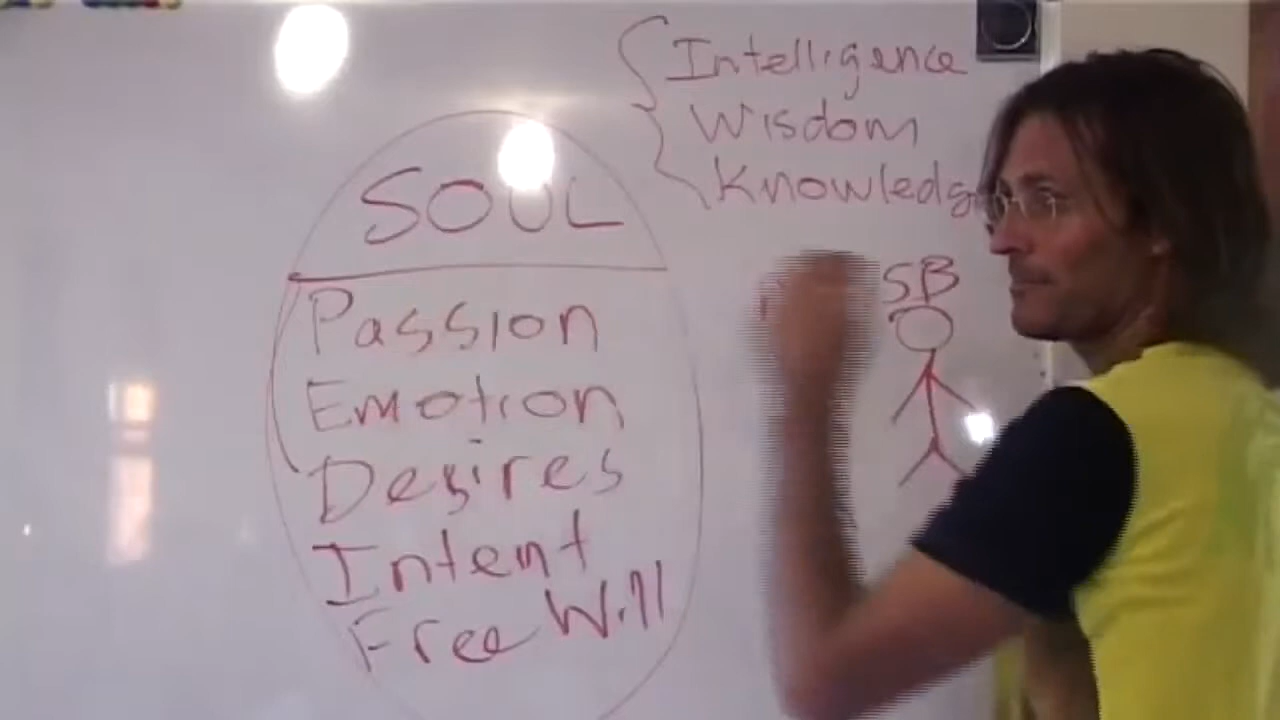 Intelligence
Wisdom
Knowledg
SOUL
SB
Passion
Emotion
Desires
Intent
Free Will